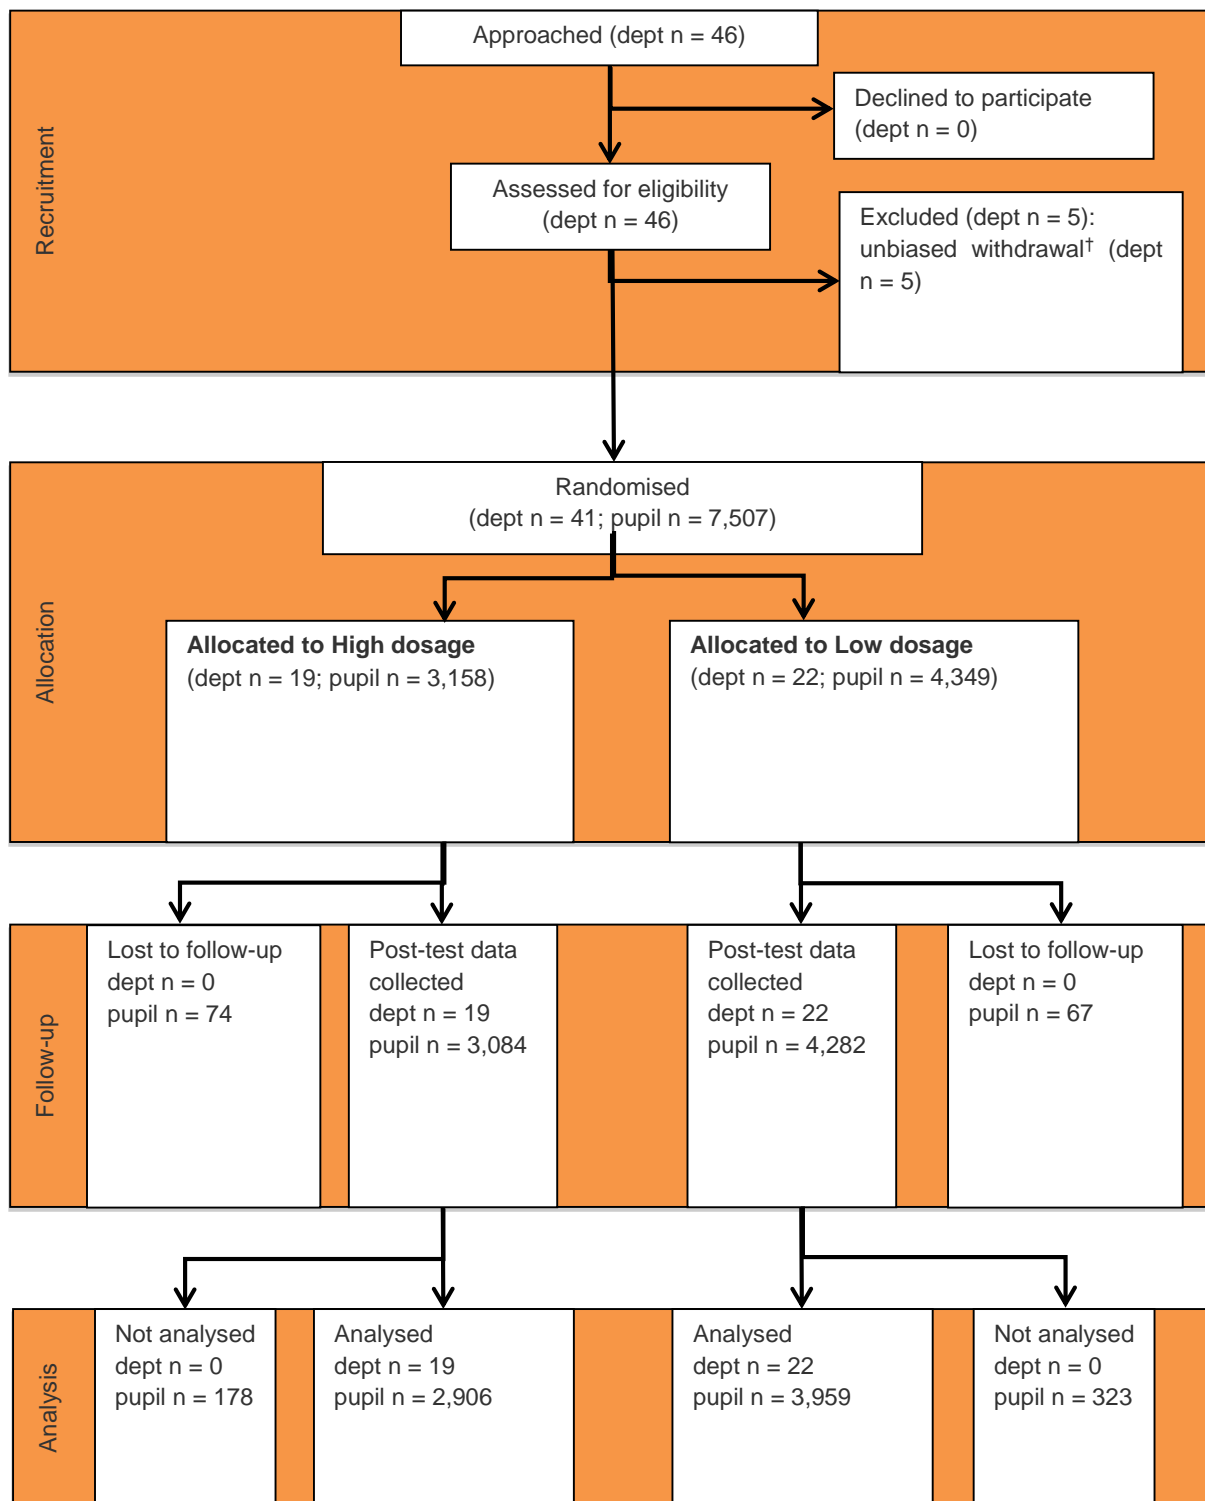 Recruitment
Approached (dept n = 46)
Declined to participate
(dept n = 0)
Assessed for eligibility
(dept n = 46)
Excluded (dept n = 5):
unbiased withdrawal† (dept
n = 5)
Allocation
Randomised
(dept n = 41; pupil n = 7,507)
Allocated to High dosage
(dept n = 19; pupil n = 3,158)
Allocated to Low dosage
(dept n = 22; pupil n = 4,349)
Follow-up
Lost to follow-up
dept n = 0
pupil n = 74
Post-test data
collected
dept n = 19
pupil n = 3,084
Post-test data
collected
dept n = 22
pupil n = 4,282
Lost to follow-up
dept n = 0
pupil n = 67
Analysis
Not analysed
dept n = 0
pupil n = 178
Analysed
dept n = 19
pupil n = 2,906
Analysed
dept n = 22
pupil n = 3,959
Not analysed
dept n = 0
pupil n = 323